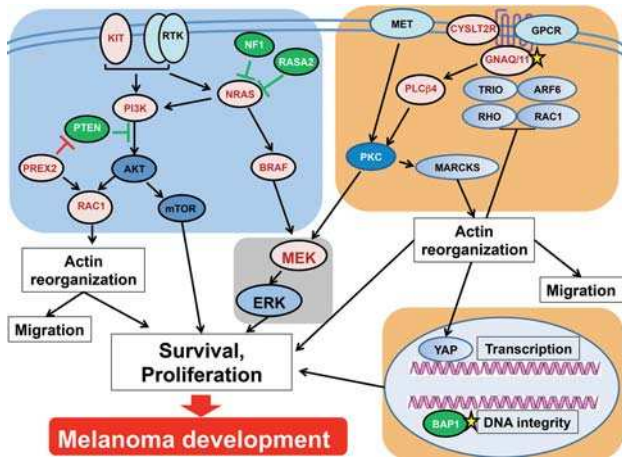 KIT
RTK
NF1
RASA2
PTEN
PI3K
NRAS
PREX2
AKT
BRAF
RAC1
mTOR
Actin
reorganization
Migration
MET
CYSLT2R
GPCR
GNAQ/11
PLCβ4
TRIO
ARF6
RHO
RAC1
PKC
MARCKS
Actin
reorganization
Migration
MEK
ERK
Survival,
Proliferation
YAP
Transcription
BAP1
DNA integrity
Melanoma development